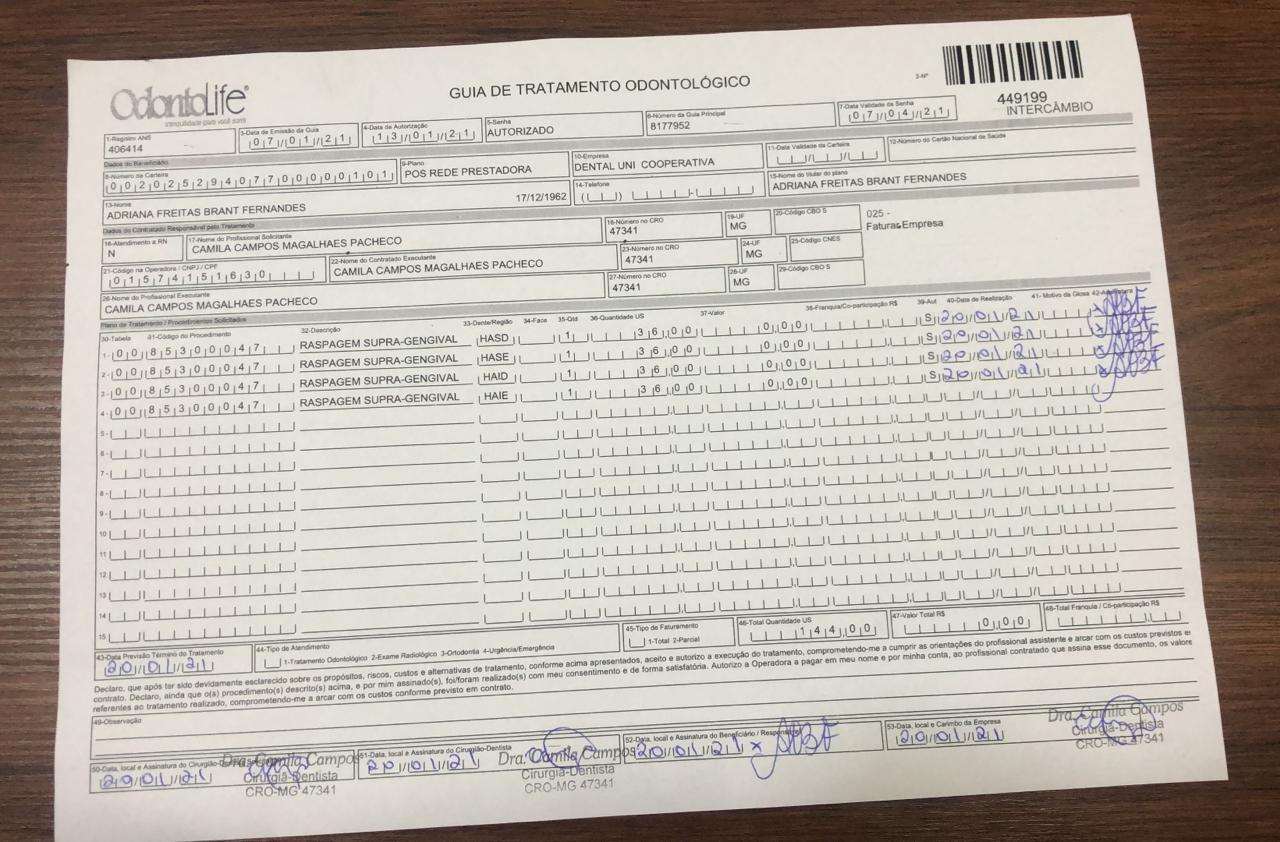 OdontoLife®
tranquilidade para você sorrir
GUIA DE TRATAMENTO ODONTOLÓGICO
2-Nº
449199
INTERCÂMBIO
1-Registro ANS
406414
3-Data de Emissão da Guia
07/01/21
4-Data de Autorização
13/01/21
5-Senha
AUTORIZADO
6-Número da Guia Principal
8177952
7-Data Validade da Senha
07/04/21
Dados do Beneficiário
8-Número da Carteira
00202529407700000101
9-Plano
POS REDE PRESTADORA
10-Empresa
DENTAL UNI COOPERATIVA
11-Data Validade da Carteira
12-Número do Cartão Nacional de Saúde
13-Nome
ADRIANA FREITAS BRANT FERNANDES
17/12/1962
14-Telefone
15-Nome do titular do plano
ADRIANA FREITAS BRANT FERNANDES
Dados do Contratado Responsável pelo Tratamento
16-Atendimento a RN
N
17-Nome do Profissional Solicitante
CAMILA CAMPOS MAGALHAES PACHECO
18-Número no CRO
47341
19-UF
MG
20-Código CBO S
025 -
Faturas Empresa
21-Código na Operadora / CNPJ / CPF
01574151630
22-Nome do Contratado Executante
CAMILA CAMPOS MAGALHAES PACHECO
23-Número no CRO
47341
24-UF
MG
25-Código CNES
26-Nome do Profissional Executante
CAMILA CAMPOS MAGALHAES PACHECO
27-Número no CRO
47341
28-UF
MG
29-Código CBO S
Plano de Tratamento / Procedimentos Solicitados
30-Tabela 31-Código do Procedimento 32-Descrição 33-Dente/Região 34-Face 35-Qtd 36-Quantidade US 37-Valor 38-Franquia/Co-participação R$ 39-Aut 40-Data de Realização 41- Motivo da Glosa 42-Assinatura
1- 00 85300047 RASPAGEM SUPRA-GENGIVAL HASD 1 36,00 0,00 S 20/01/21
2- 00 85300047 RASPAGEM SUPRA-GENGIVAL HASE 1 36,00 0,00 S 20/01/21
3- 00 85300047 RASPAGEM SUPRA-GENGIVAL HAID 1 36,00 0,00 S 20/01/21
4- 00 85300047 RASPAGEM SUPRA-GENGIVAL HAIE 1 36,00 0,00 S 20/01/21
5-
6-
7-
8-
9-
10
11
12
13
14
15
43-Data Previsão Término do Tratamento
20/01/21
44-Tipo de Atendimento
1-Tratamento Odontológico 2-Exame Radiológico 3-Ortodontia 4-Urgência/Emergência
45-Tipo de Faturamento
1-Total 2-Parcial
46-Total Quantidade US
144,00
47-Valor Total R$
0,00
48-Total Franquia / Co-participação R$
Declaro, que após ter sido devidamente esclarecido sobre os propósitos, riscos, custos e alternativas de tratamento, conforme acima apresentados, aceito e autorizo a execução do tratamento, comprometendo-me a cumprir as orientações do profissional assistente e arcar com os custos previstos e
contrato. Declaro, ainda que o(s) procedimento(s) descrito(s) acima, e por mim assinado(s), foi/foram realizado(s) com meu consentimento e de forma satisfatória. Autorizo a Operadora a pagar em meu nome e por minha conta, ao profissional contratado que assina esse documento, os valore
referentes ao tratamento realizado, comprometendo-me a arcar com os custos conforme previsto em contrato.
49-Observação
50-Data, local e Assinatura do Cirurgião-Dentista
20/01/21
Dra. Camila Campos
Cirurgiã-Dentista
CRO-MG 47341
51-Data, local e Assinatura do Cirurgião-Dentista
20/01/21
Dra. Camila Campos
Cirurgiã-Dentista
CRO-MG 47341
52-Data, local e Assinatura do Beneficiário / Responsável
20/01/21 x
53-Data, local e Carimbo da Empresa
20/01/21
Dra. Camila Campos
Cirurgiã-Dentista
CRO-MG 47341